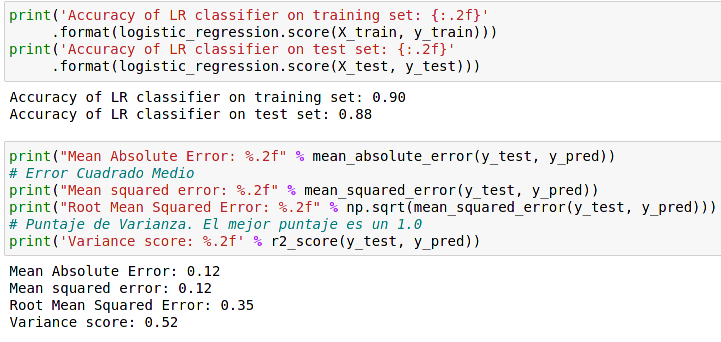 print('Accuracy of LR classifier on training set: {:.2f}'
     .format(logistic_regression.score(X_train, y_train)))
print('Accuracy of LR classifier on test set: {:.2f}'
     .format(logistic_regression.score(X_test, y_test)))
Accuracy of LR classifier on training set: 0.90
Accuracy of LR classifier on test set: 0.88
print("Mean Absolute Error: %.2f" % mean_absolute_error(y_test, y_pred))
# Error Cuadrado Medio
print("Mean squared error: %.2f" % mean_squared_error(y_test, y_pred))
print("Root Mean Squared Error: %.2f" % np.sqrt(mean_squared_error(y_test, y_pred)))
# Puntaje de Varianza. El mejor puntaje es un 1.0
print('Variance score: %.2f' % r2_score(y_test, y_pred))
Mean Absolute Error: 0.12
Mean squared error: 0.12
Root Mean Squared Error: 0.35
Variance score: 0.52